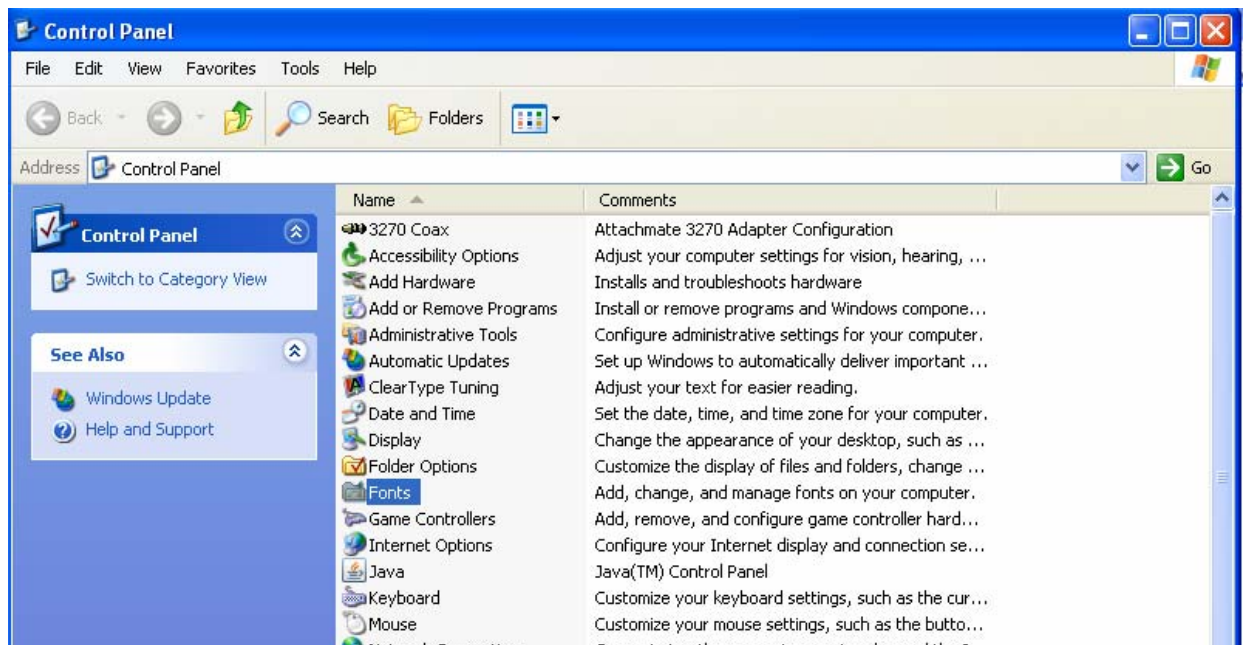 Control Panel
File Edit View Favorites Tools Help
Back Search Folders
Address Control Panel Go
Name Comments
Control Panel
Switch to Category View
See Also
Windows Update
Help and Support
3270 Coax Attachmate 3270 Adapter Configuration
Accessibility Options Adjust your computer settings for vision, hearing, ...
Add Hardware Installs and troubleshoots hardware
Add or Remove Programs Install or remove programs and Windows compone...
Administrative Tools Configure administrative settings for your computer.
Automatic Updates Set up Windows to automatically deliver important ...
ClearType Tuning Adjust your text for easier reading.
Date and Time Set the date, time, and time zone for your computer.
Display Change the appearance of your desktop, such as ...
Folder Options Customize the display of files and folders, change ...
Fonts Add, change, and manage fonts on your computer.
Game Controllers Add, remove, and configure game controller hard...
Internet Options Configure your Internet display and connection se...
Java Java(TM) Control Panel
Keyboard Customize your keyboard settings, such as the cur...
Mouse Customize your mouse settings, such as the butto...